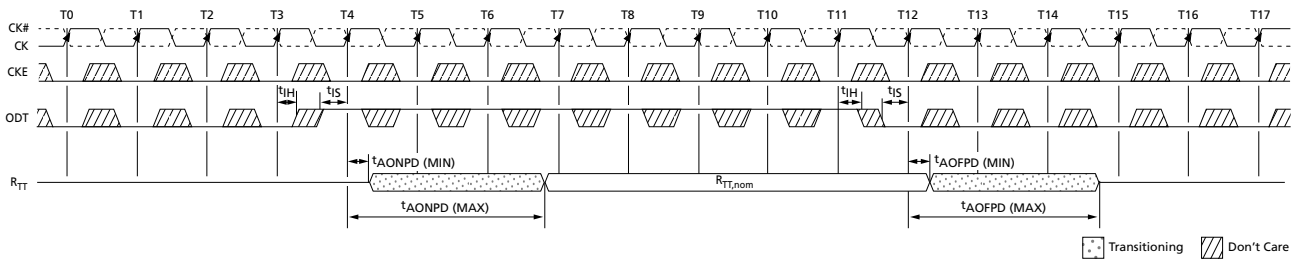 T0 T1 T2 T3 T4 T5 T6 T7 T8 T9 T10 T11 T12 T13 T14 T15 T16 T17
CK#
CK
CKE
tIH tIS tIH tIS
ODT
tAONPD (MIN) tAOFPD (MIN)
RTT RTT,nom
tAONPD (MAX) tAOFPD (MAX)
Transitioning Don't Care